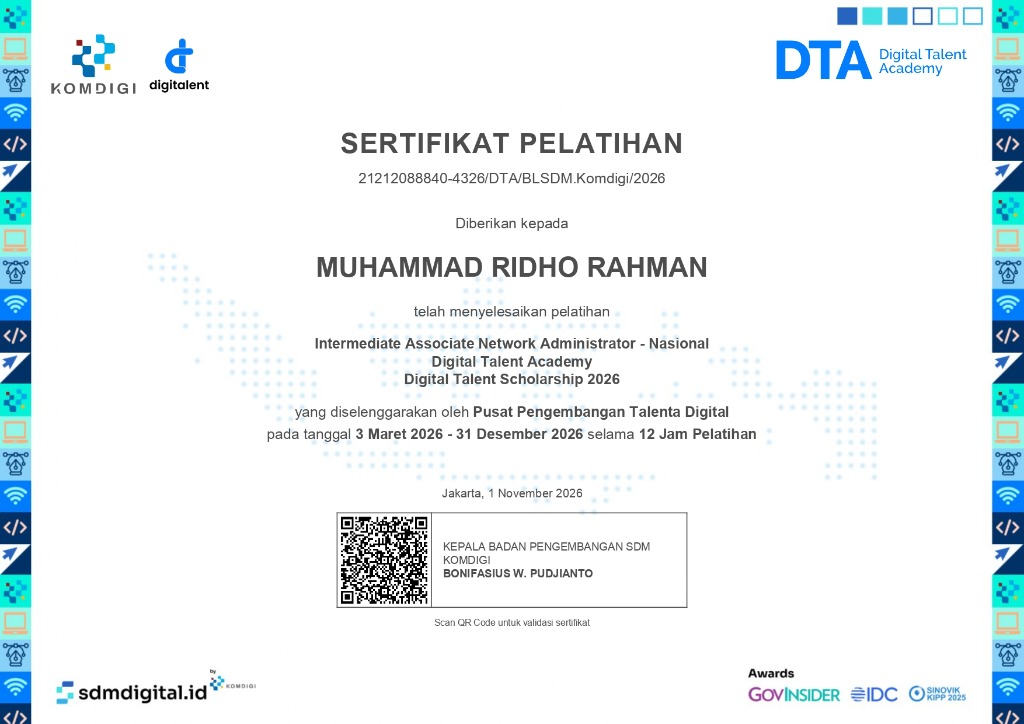 KOMDIGI
digitalent
DTA Digital Talent
Academy
SERTIFIKAT PELATIHAN
21212088840-4326/DTA/BLSDM.Komdigi/2026
Diberikan kepada
MUHAMMAD RIDHO RAHMAN
telah menyelesaikan pelatihan
Intermediate Associate Network Administrator - Nasional
Digital Talent Academy
Digital Talent Scholarship 2026
yang diselenggarakan oleh Pusat Pengembangan Talenta Digital
pada tanggal 3 Maret 2026 - 31 Desember 2026 selama 12 Jam Pelatihan
Jakarta, 1 November 2026
KEPALA BADAN PENGEMBANGAN SDM
KOMDIGI
BONIFASIUS W. PUDJIANTO
Scan QR Code untuk validasi sertifikat
sdmdigital.id by KOMDIGI
Awards
GOVINSIDER IDC SINOVIK
KIPP 2025